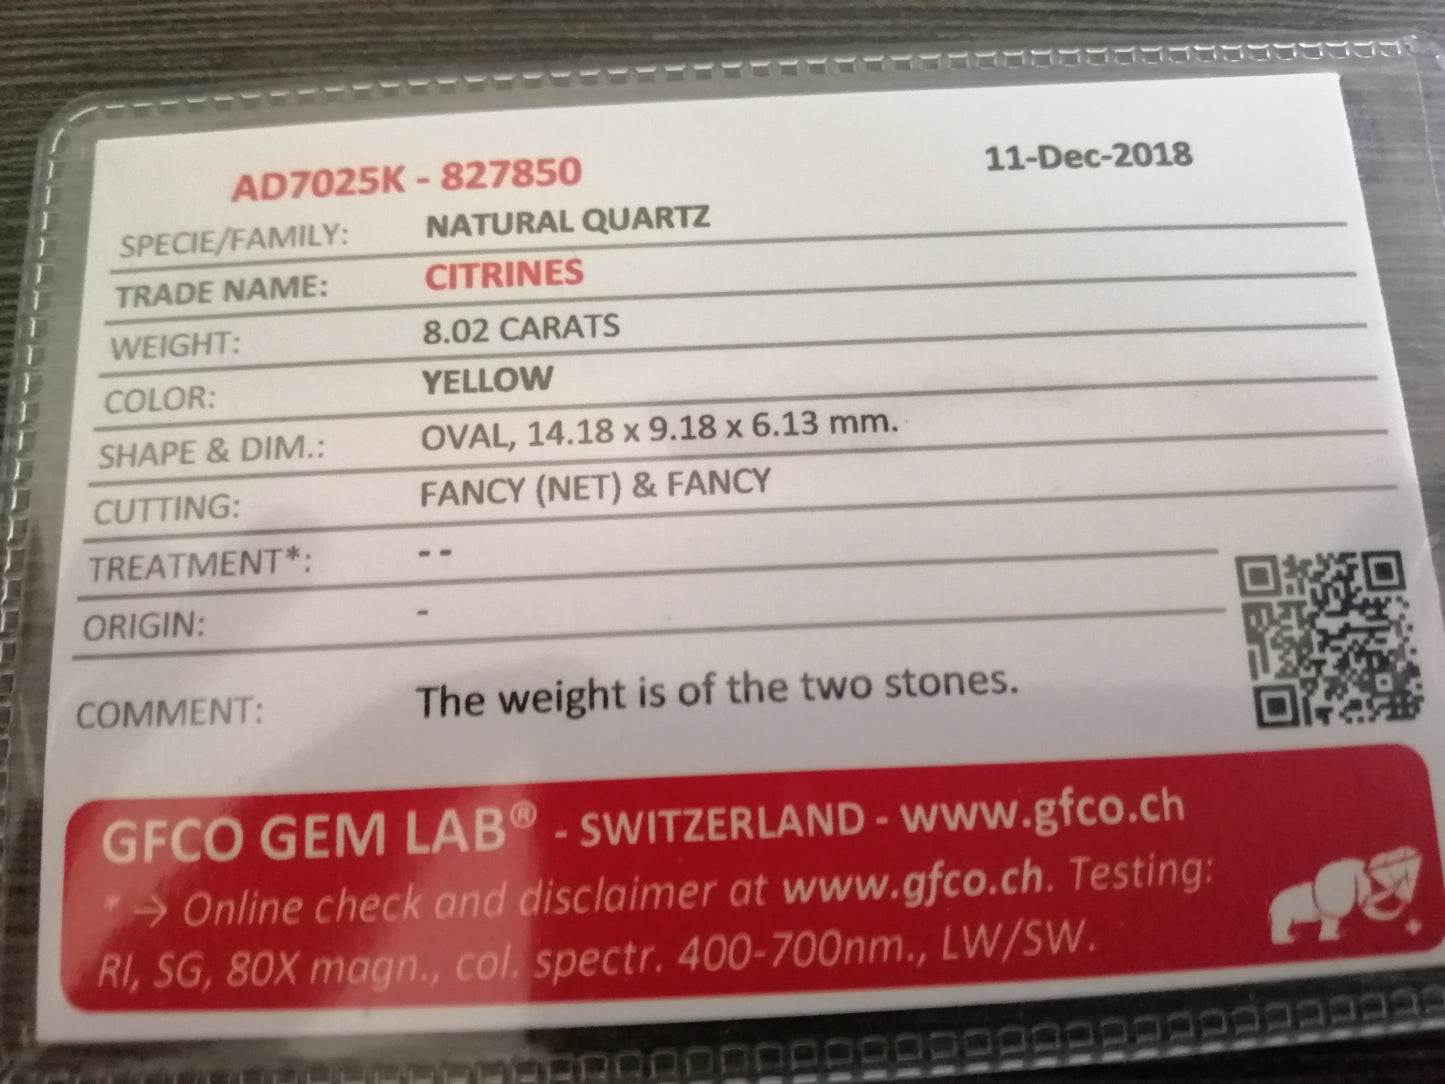 AD7025K - 827850 11-Dec-2018
SPECIE/FAMILY: NATURAL QUARTZ
TRADE NAME: CITRINES
WEIGHT: 8.02 CARATS
COLOR: YELLOW
SHAPE & DIM.: OVAL, 14.18 x 9.18 x 6.13 mm.
CUTTING: FANCY (NET) & FANCY
TREATMENT*: - -
ORIGIN: -
COMMENT: The weight is of the two stones.
GFCO GEM LAB® - SWITZERLAND - www.gfco.ch
* → Online check and disclaimer at www.gfco.ch. Testing:
RI, SG, 80X magn., col. spectr. 400-700nm., LW/SW.